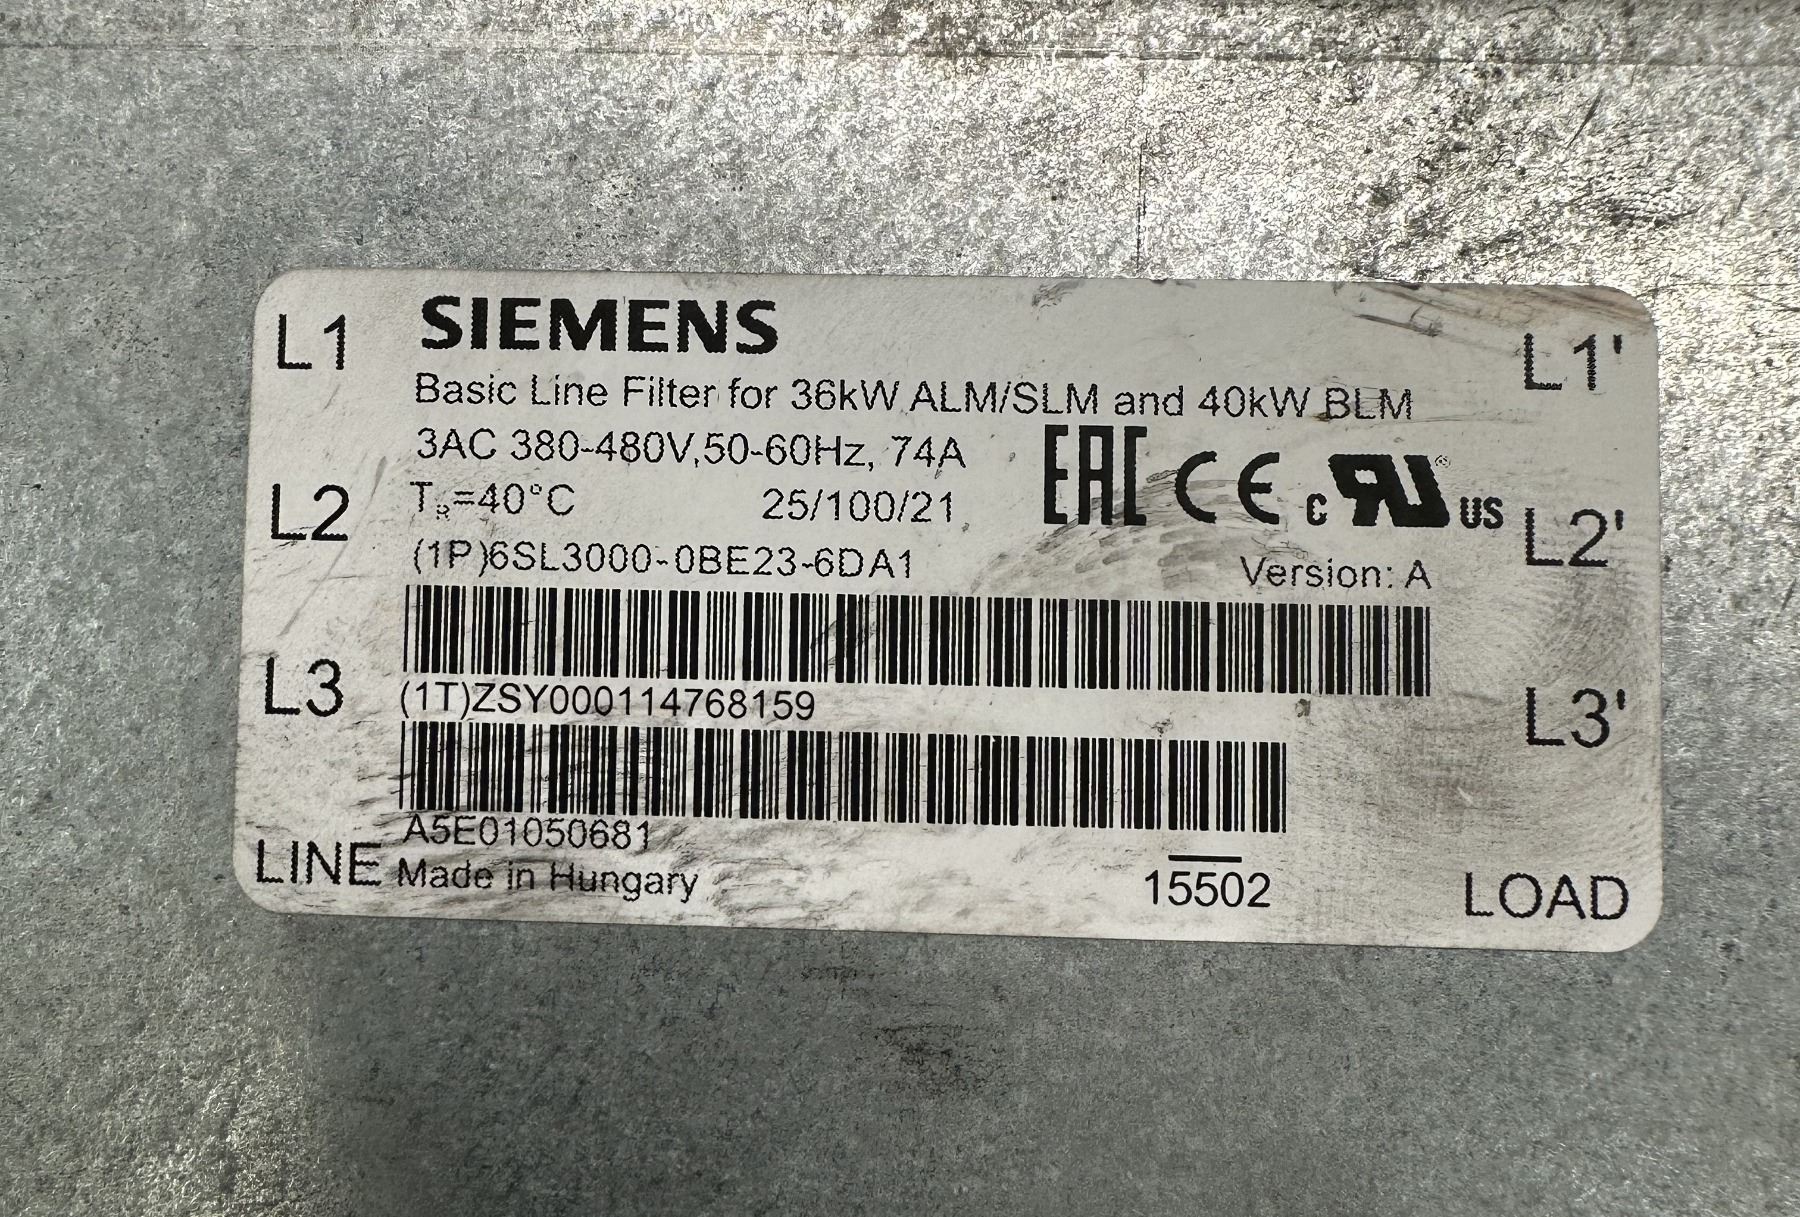 SIEMENS
L1
L1'
Basic Line Filter for 36kW ALM/SLM and 40kW BLM
3AC 380-480V,50-60Hz, 74A
EAC CE c RU ® US
L2
L2'
TR=40°C 25/100/21
(1P)6SL3000-0BE23-6DA1 Version: A
L3
L3'
(1T)ZSY000114768159
A5E01050681
LINE
Made in Hungary
15502
LOAD